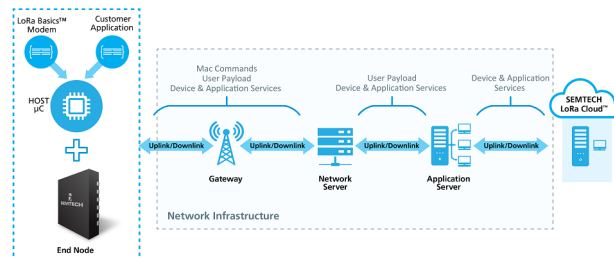 LoRa Basics™
Modem
Customer
Application
HOST
µC
SEMTECH
End Node
Mac Commands
User Payload
Device & Application Services
User Payload
Device & Application Services
Device & Application
Services
SEMTECH
LoRa Cloud™
Uplink/Downlink
Uplink/Downlink
Uplink/Downlink
Uplink/Downlink
Gateway
Network
Server
Application
Server
Network Infrastructure